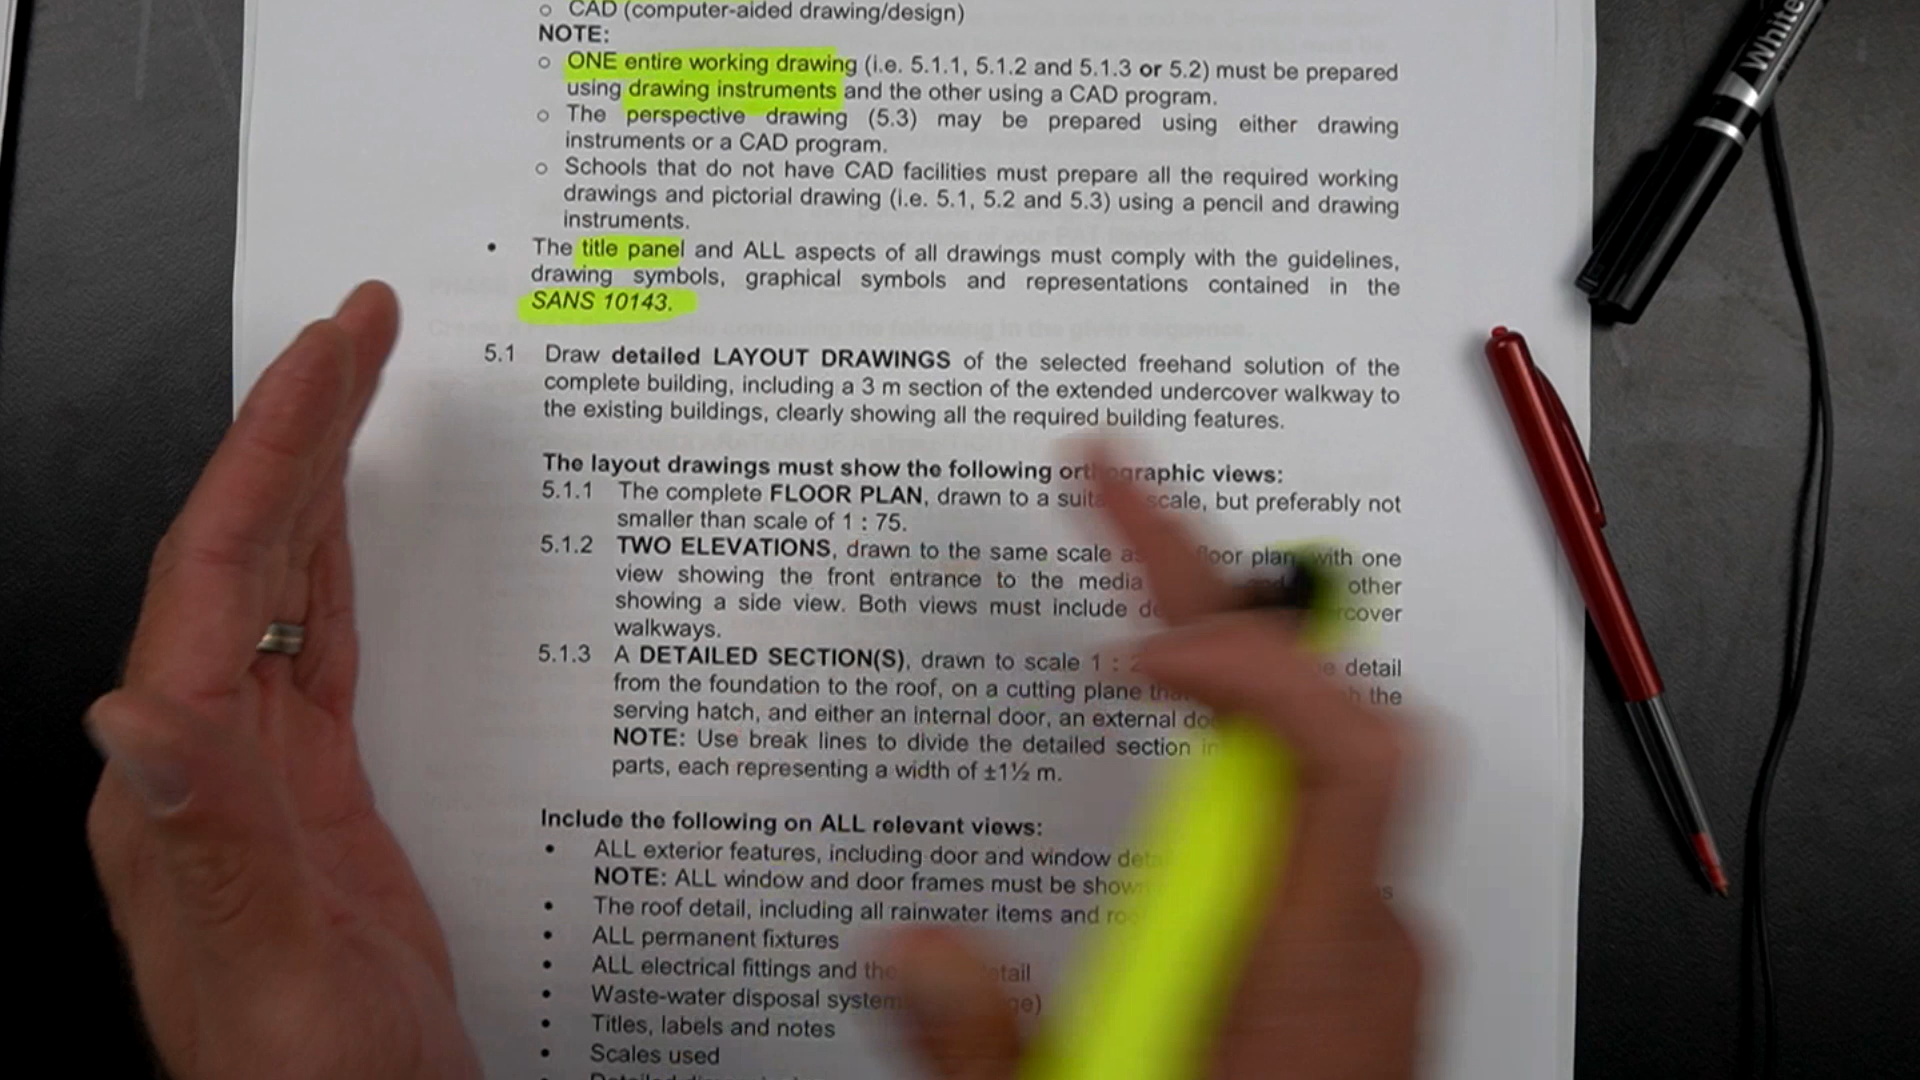 ○ CAD (computer-aided drawing/design)
NOTE:
○ ONE entire working drawing (i.e. 5.1.1, 5.1.2 and 5.1.3 or 5.2) must be prepared
using drawing instruments and the other using a CAD program.
○ The perspective drawing (5.3) may be prepared using either drawing
instruments or a CAD program.
○ Schools that do not have CAD facilities must prepare all the required working
drawings and pictorial drawing (i.e. 5.1, 5.2 and 5.3) using a pencil and drawing
instruments.
• The title panel and ALL aspects of all drawings must comply with the guidelines,
drawing symbols, graphical symbols and representations contained in the
SANS 10143.
5.1 Draw detailed LAYOUT DRAWINGS of the selected freehand solution of the
complete building, including a 3 m section of the extended undercover walkway to
the existing buildings, clearly showing all the required building features.
The layout drawings must show the following orthographic views:
5.1.1 The complete FLOOR PLAN, drawn to a scale, but preferably not
smaller than scale of 1 : 75.
5.1.2 TWO ELEVATIONS, drawn to the same scale floor plan, with one
view showing the front entrance to the media other
showing a side view. Both views must include
walkways.
5.1.3 A DETAILED SECTION(S), drawn to scale 1 : detail
from the foundation to the roof, on a cutting plane the
serving hatch, and either an internal door, an external
NOTE: Use break lines to divide the detailed section
parts, each representing a width of ±1½ m.
Include the following on ALL relevant views:
• ALL exterior features, including door and window
NOTE: ALL window and door frames must be
• The roof detail, including all rainwater items and
• ALL permanent fixtures
• ALL electrical fittings and
• Waste-water disposal
• Titles, labels and notes
• Scales used
White